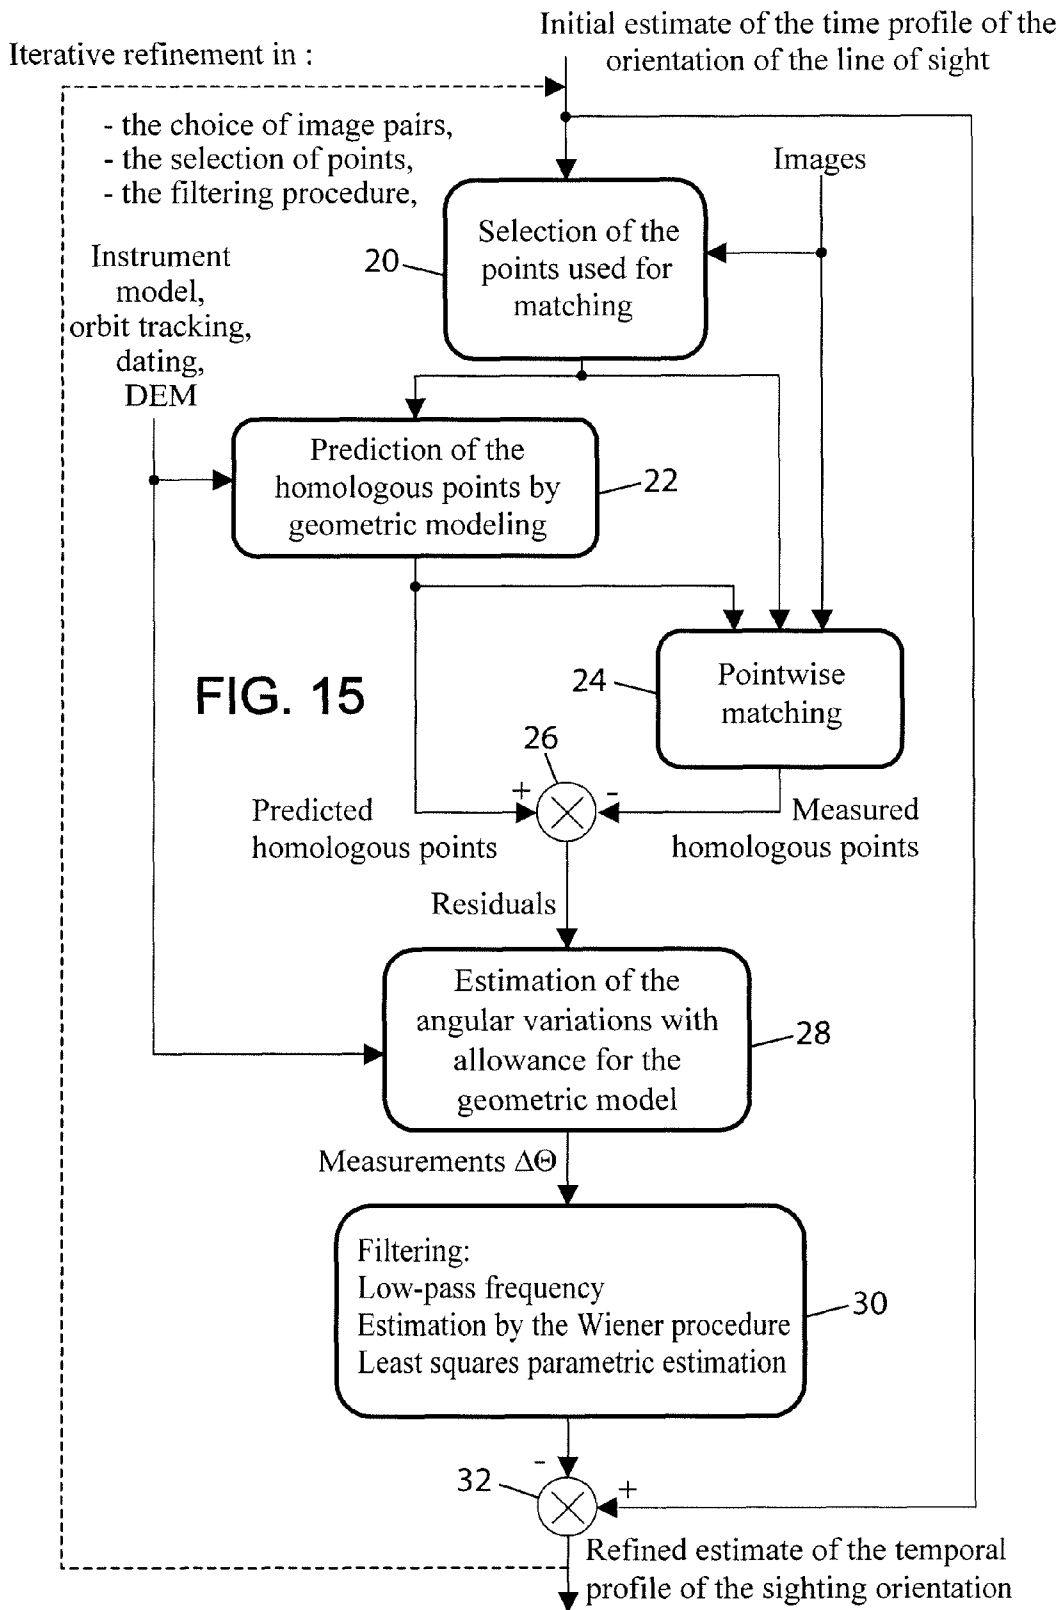 Initial estimate of the time profile of the
orientation of the line of sight
Iterative refinement in :
- the choice of image pairs,
- the selection of points,
- the filtering procedure,
Images
Selection of the
points used for
matching
20
Instrument
model,
orbit tracking,
dating,
DEM
Prediction of the
homologous points by
geometric modeling
22
FIG. 15
24
Pointwise
matching
26
+
-
Predicted
homologous points
Measured
homologous points
Residuals
Estimation of the
angular variations with
allowance for the
geometric model
28
Measurements ΔΘ
Filtering:
Low-pass frequency
Estimation by the Wiener procedure
Least squares parametric estimation
30
-
32
+
Refined estimate of the temporal
profile of the sighting orientation